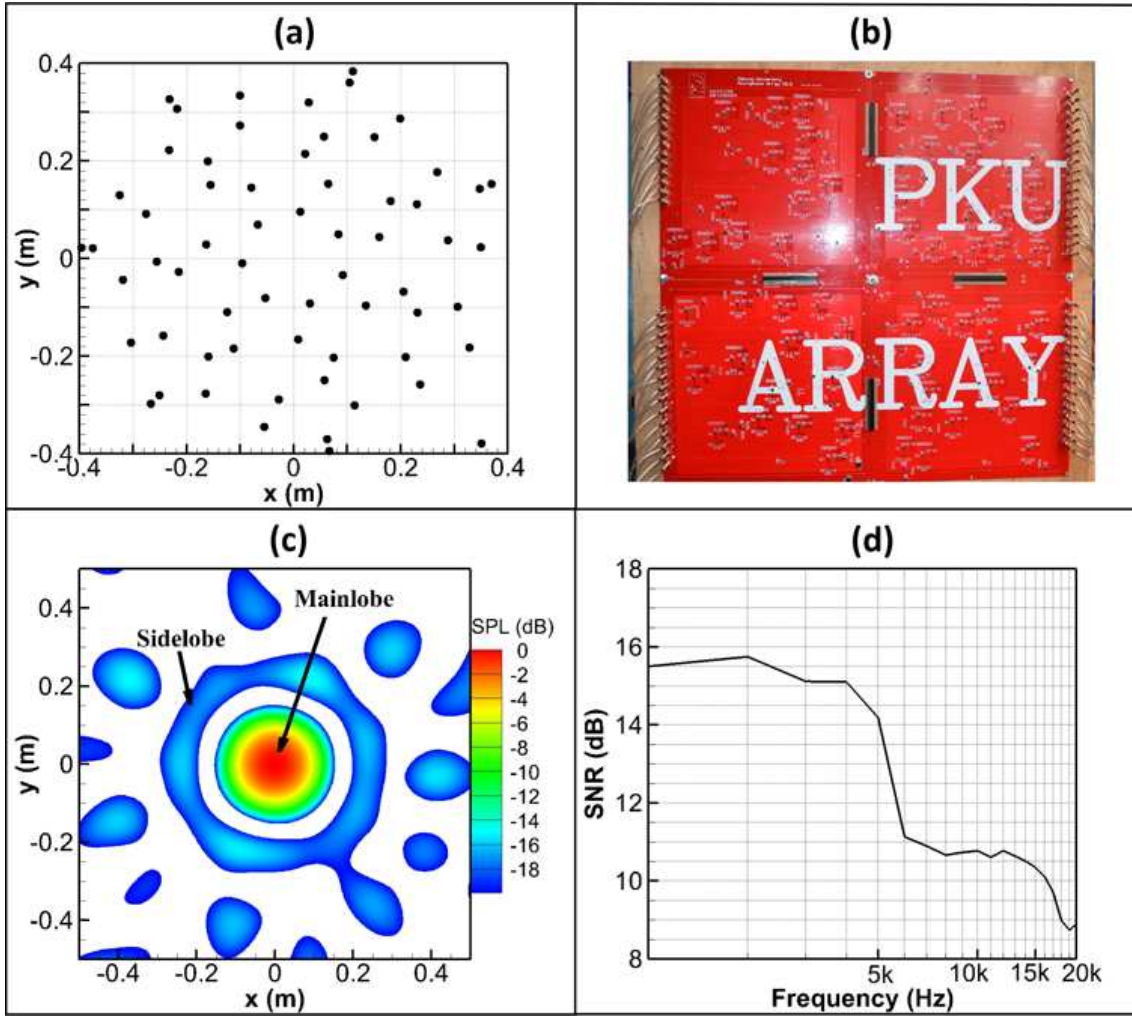 (a)
0.4
0.2
0
-0.2
-0.4
y (m)
-0.4
-0.2
0
0.2
0.4
x (m)
(b)
PKU
ARRAY
(c)
0.4
0.2
0
-0.2
-0.4
y (m)
-0.4
-0.2
0
0.2
0.4
x (m)
Mainlobe
Sidelobe
SPL (dB)
0
-2
-4
-6
-8
-10
-12
-14
-16
-18
(d)
18
16
14
12
10
8
SNR (dB)
5k
10k
15k
20k
Frequency (Hz)